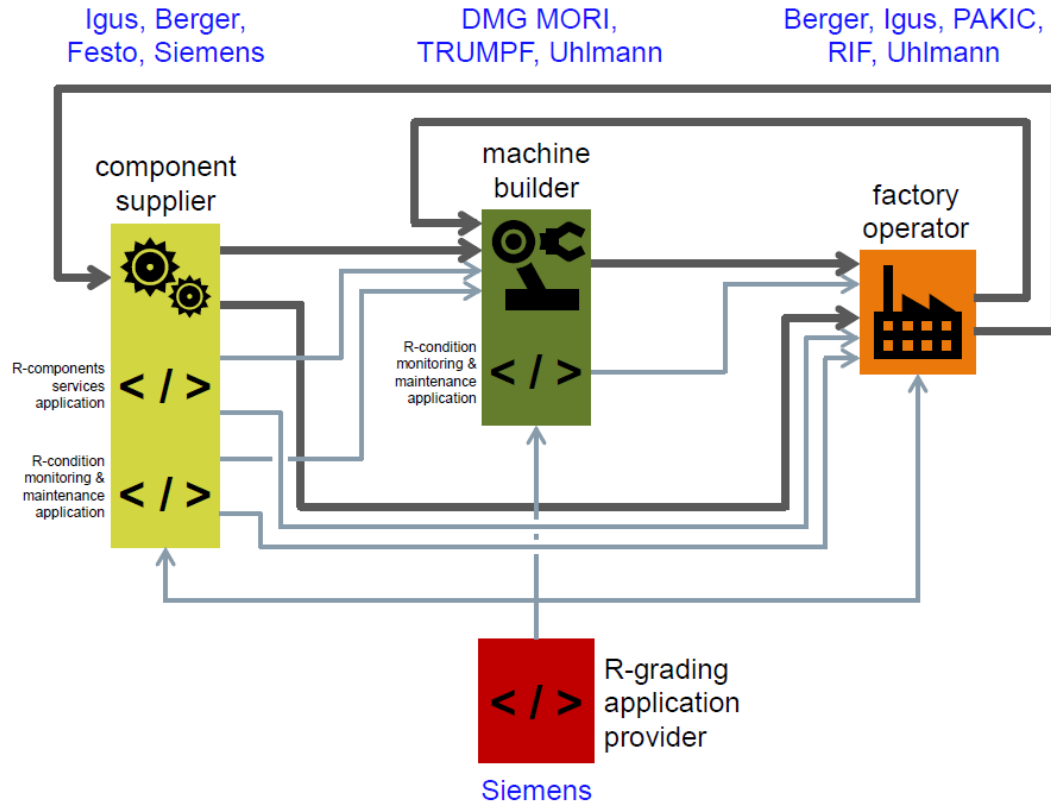 Igus, Berger,
Festo, Siemens
DMG MORI,
TRUMPF, Uhlmann
Berger, Igus, PAKIC,
RIF, Uhlmann
component
supplier
machine
builder
factory
operator
R-components
services
application
< / >
R-condition
monitoring &
maintenance
application
< / >
R-condition
monitoring &
maintenance
application
< / >
< / >
R-grading
application
provider
Siemens